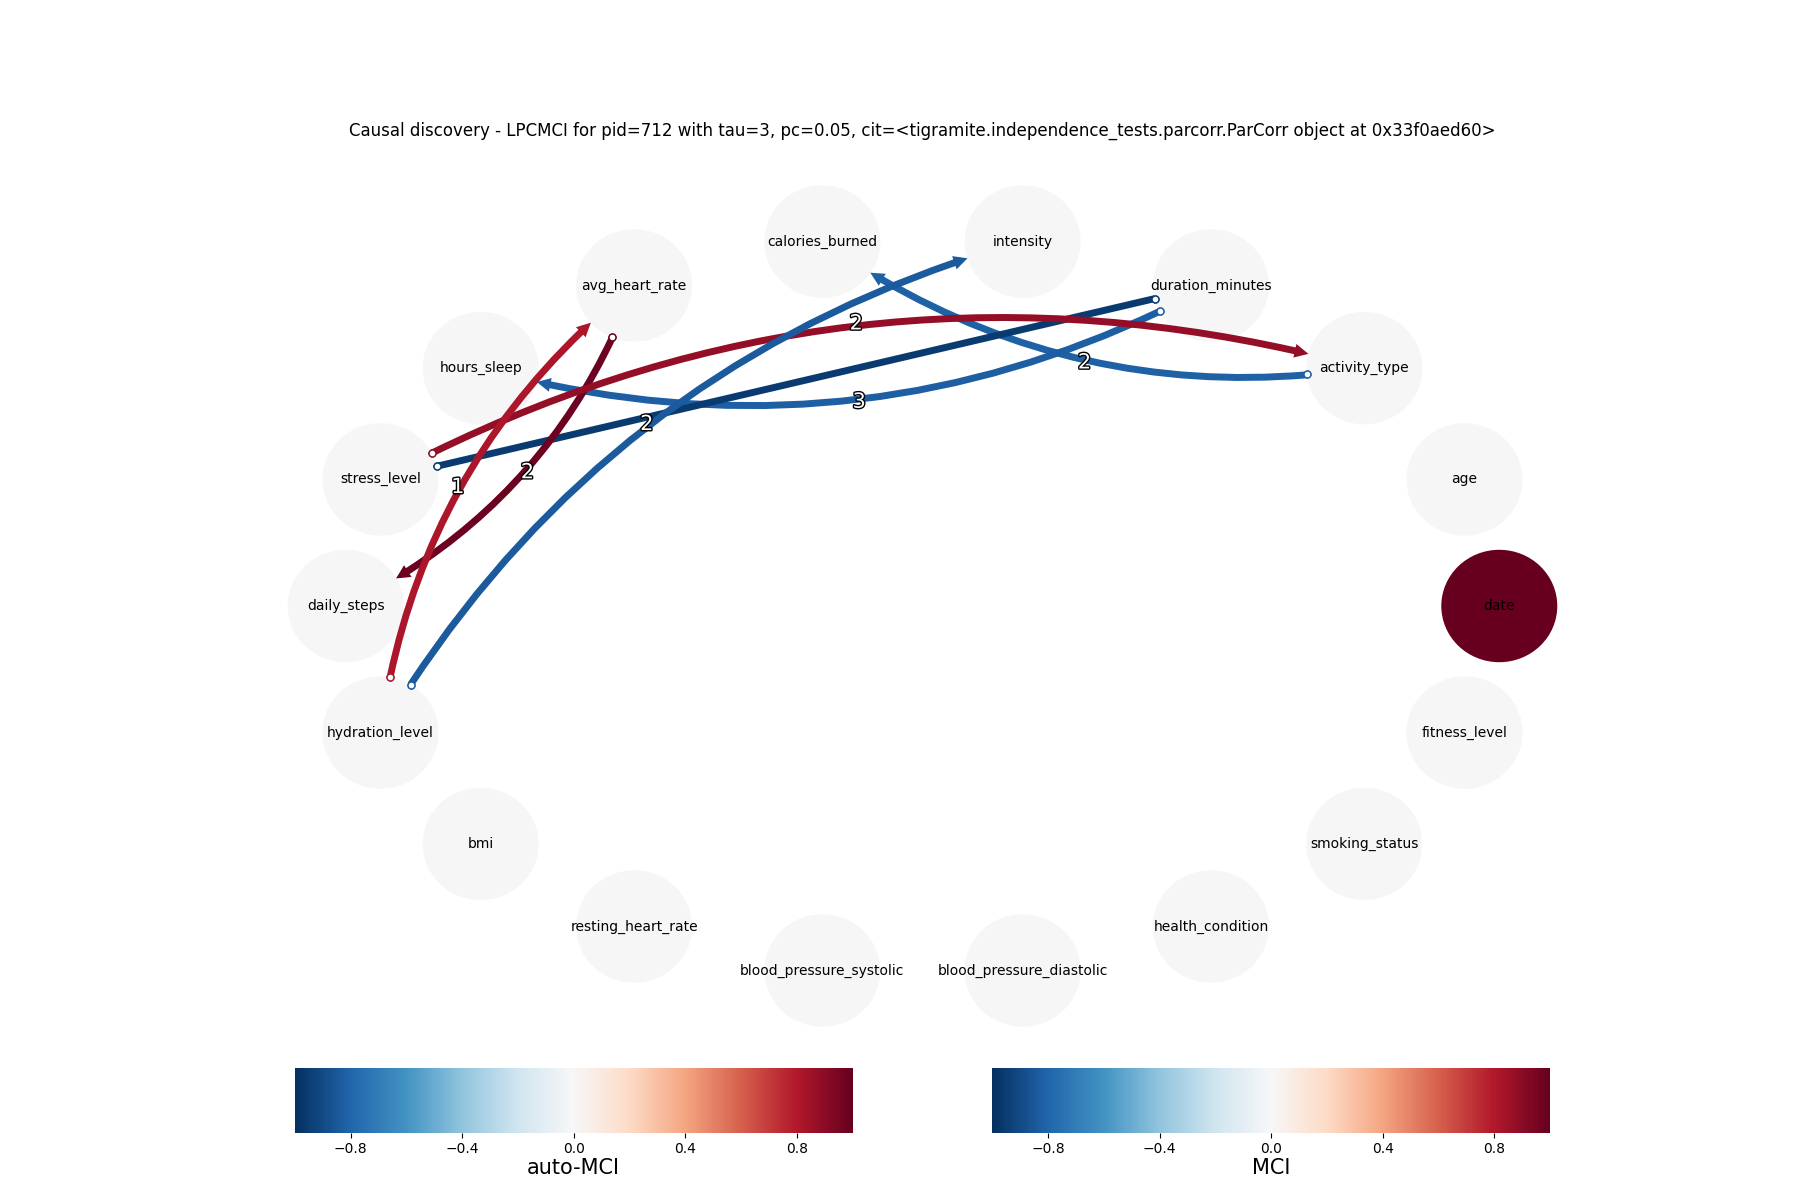 Causal discovery - LPCMCI for pid=712 with tau=3, pc=0.05, cit=<tigramite.independence_tests.parcorr.ParCorr object at 0x33f0aed60>
calories_burned
intensity
avg_heart_rate
duration_minutes
2
2
hours_sleep
activity_type
3
2
2
1
stress_level
age
daily_steps
date
hydration_level
fitness_level
bmi
smoking_status
resting_heart_rate
health_condition
blood_pressure_systolic
blood_pressure_diastolic
−0.8 −0.4 0.0 0.4 0.8
auto-MCI
−0.8 −0.4 0.0 0.4 0.8
MCI